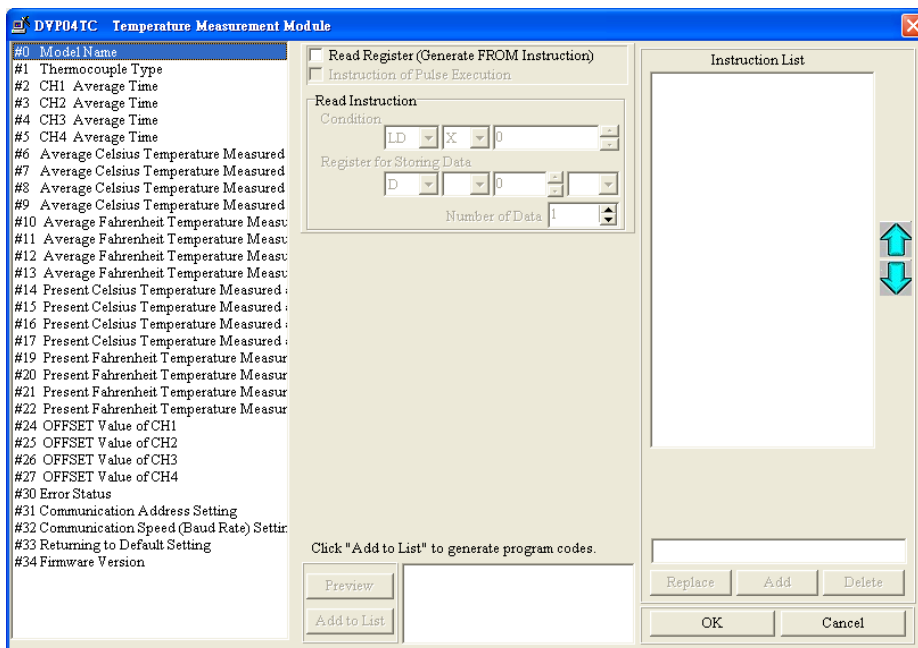 DVP04TC Temperature Measurement Module
#0 Model Name
#1 Thermocouple Type
#2 CH1 Average Time
#3 CH2 Average Time
#4 CH3 Average Time
#5 CH4 Average Time
#6 Average Celsius Temperature Measured
#7 Average Celsius Temperature Measured
#8 Average Celsius Temperature Measured
#9 Average Celsius Temperature Measured
#10 Average Fahrenheit Temperature Measu
#11 Average Fahrenheit Temperature Measu
#12 Average Fahrenheit Temperature Measu
#13 Average Fahrenheit Temperature Measu
#14 Present Celsius Temperature Measured
#15 Present Celsius Temperature Measured
#16 Present Celsius Temperature Measured
#17 Present Celsius Temperature Measured
#19 Present Fahrenheit Temperature Measur
#20 Present Fahrenheit Temperature Measur
#21 Present Fahrenheit Temperature Measur
#22 Present Fahrenheit Temperature Measur
#24 OFFSET Value of CH1
#25 OFFSET Value of CH2
#26 OFFSET Value of CH3
#27 OFFSET Value of CH4
#30 Error Status
#31 Communication Address Setting
#32 Communication Speed (Baud Rate) Settin
#33 Returning to Default Setting
#34 Firmware Version
Read Register (Generate FROM Instruction)
Instruction of Pulse Execution
Read Instruction
Condition
LD X 0
Register for Storing Data
D 0
Number of Data 1
Click "Add to List" to generate program codes.
Preview
Add to List
Instruction List
Replace Add Delete
OK Cancel